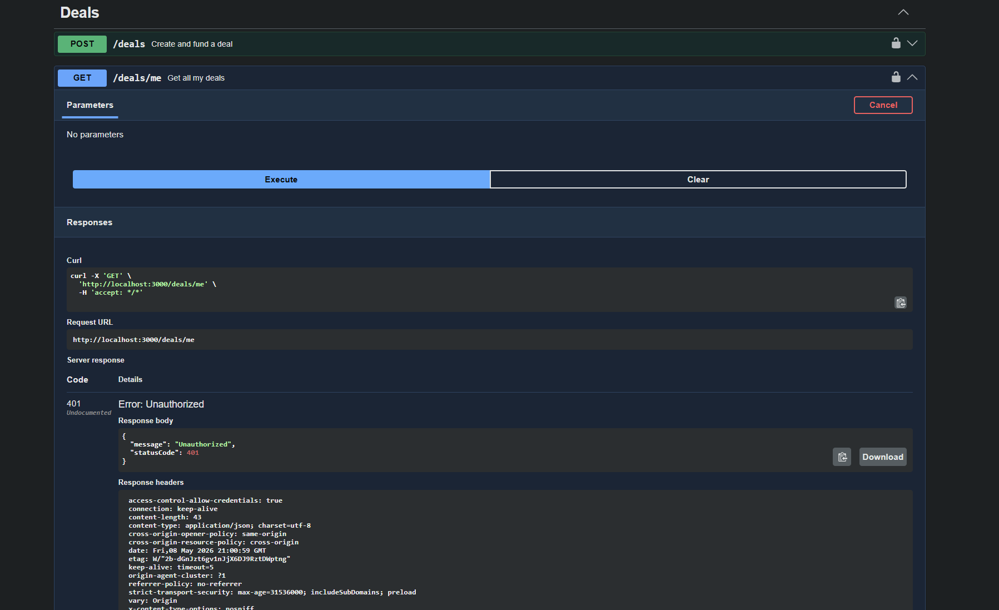 Deals
POST /deals Create and fund a deal
GET /deals/me Get all my deals
Parameters
Cancel
No parameters
Execute
Clear
Responses
Curl
curl -X 'GET' \
'http://localhost:3000/deals/me' \
-H 'accept: */*'
Request URL
http://localhost:3000/deals/me
Server response
Code Details
401 Error: Unauthorized
Undocumented
Response body
{
"message": "Unauthorized",
"statusCode": 401
}
Download
Response headers
access-control-allow-credentials: true
connection: keep-alive
content-length: 43
content-type: application/json; charset=utf-8
cross-origin-opener-policy: same-origin
cross-origin-resource-policy: cross-origin
date: Fri,08 May 2026 21:00:59 GMT
etag: W/"2b-dGnJzt6gv1nJjX6DJ9RztDWptng"
keep-alive: timeout=5
origin-agent-cluster: ?1
referrer-policy: no-referrer
strict-transport-security: max-age=31536000; includeSubDomains; preload
vary: Origin
x-content-type-options: nosniff